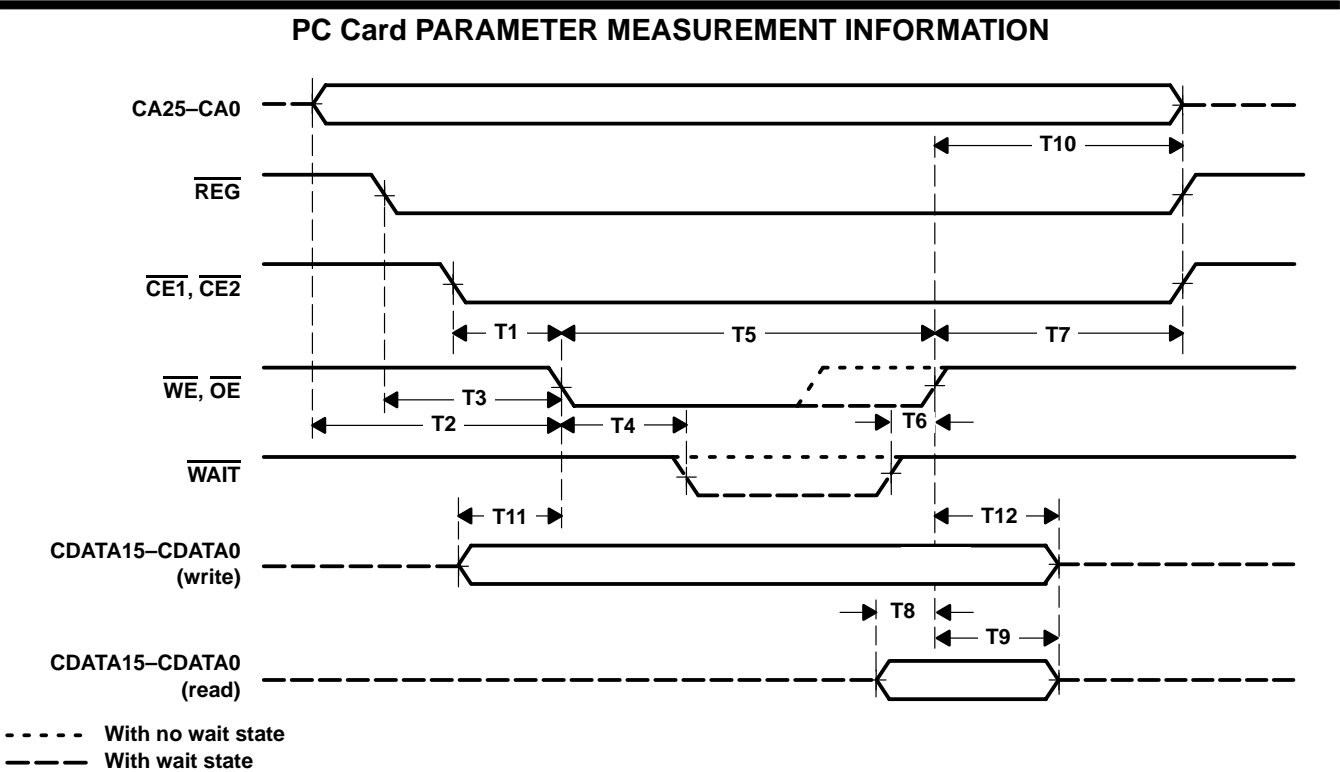 PC Card PARAMETER MEASUREMENT INFORMATION
CA25–CA0
T10
REG
CE1, CE2
T1
T5
T7
WE, OE
T3
T2
T4
T6
WAIT
T11
T12
CDATA15–CDATA0
(write)
T8
T9
CDATA15–CDATA0
(read)
With no wait state
With wait state